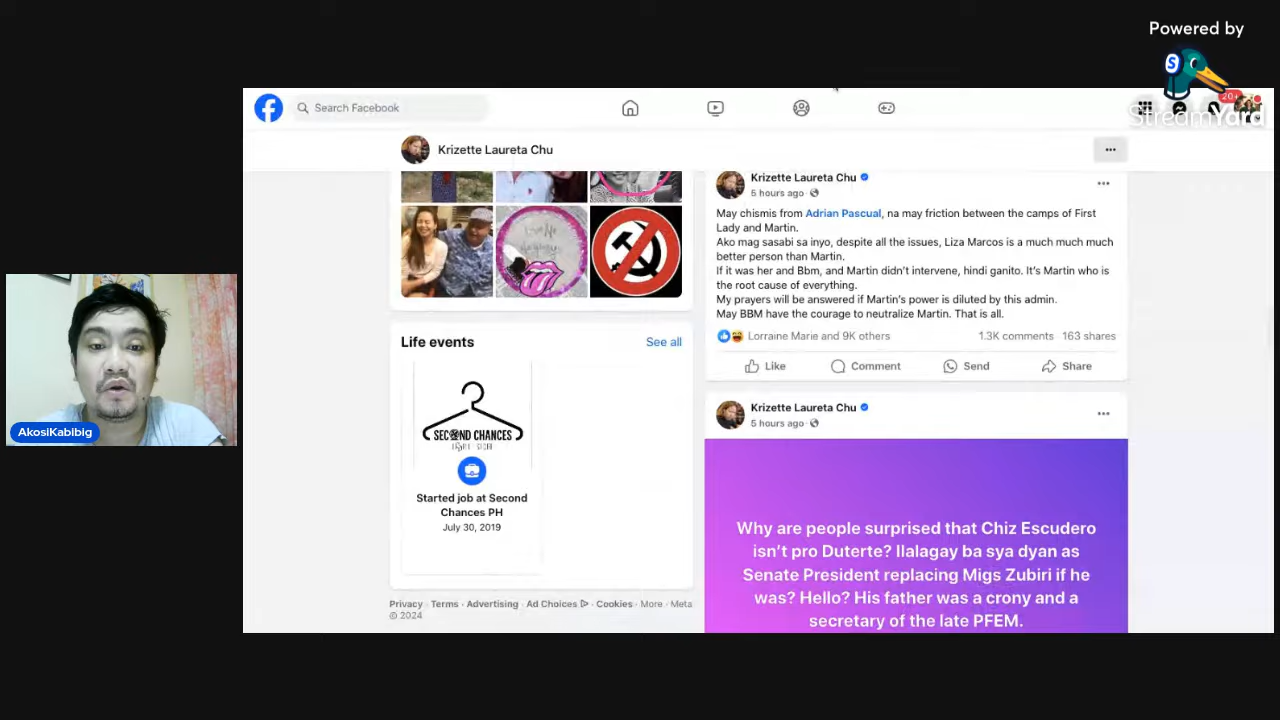 Powered by
StreamYard
Search Facebook
20+
Krizette Laureta Chu
Life events
See all
SECOND CHANCES
Started job at Second
Chances PH
July 30, 2019
Privacy · Terms · Advertising · Ad Choices · Cookies · More · Meta
© 2024
Krizette Laureta Chu
5 hours ago ·
May chismis from Adrian Pascual, na may friction between the camps of First
Lady and Martin.
Ako mag sasabi sa inyo, despite all the issues, Liza Marcos is a much much much
better person than Martin.
If it was her and Bbm, and Martin didn't intervene, hindi ganito. It's Martin who is
the root cause of everything.
My prayers will be answered if Martin's power is diluted by this admin.
May BBM have the courage to neutralize Martin. That is all.
Lorraine Marie and 9K others
1.3K comments 163 shares
Like
Comment
Send
Share
Krizette Laureta Chu
5 hours ago ·
Why are people surprised that Chiz Escudero
isn't pro Duterte? Ilalagay ba sya dyan as
Senate President replacing Migs Zubiri if he
was? Hello? His father was a crony and a
secretary of the late PFEM.
AkosiKabibig